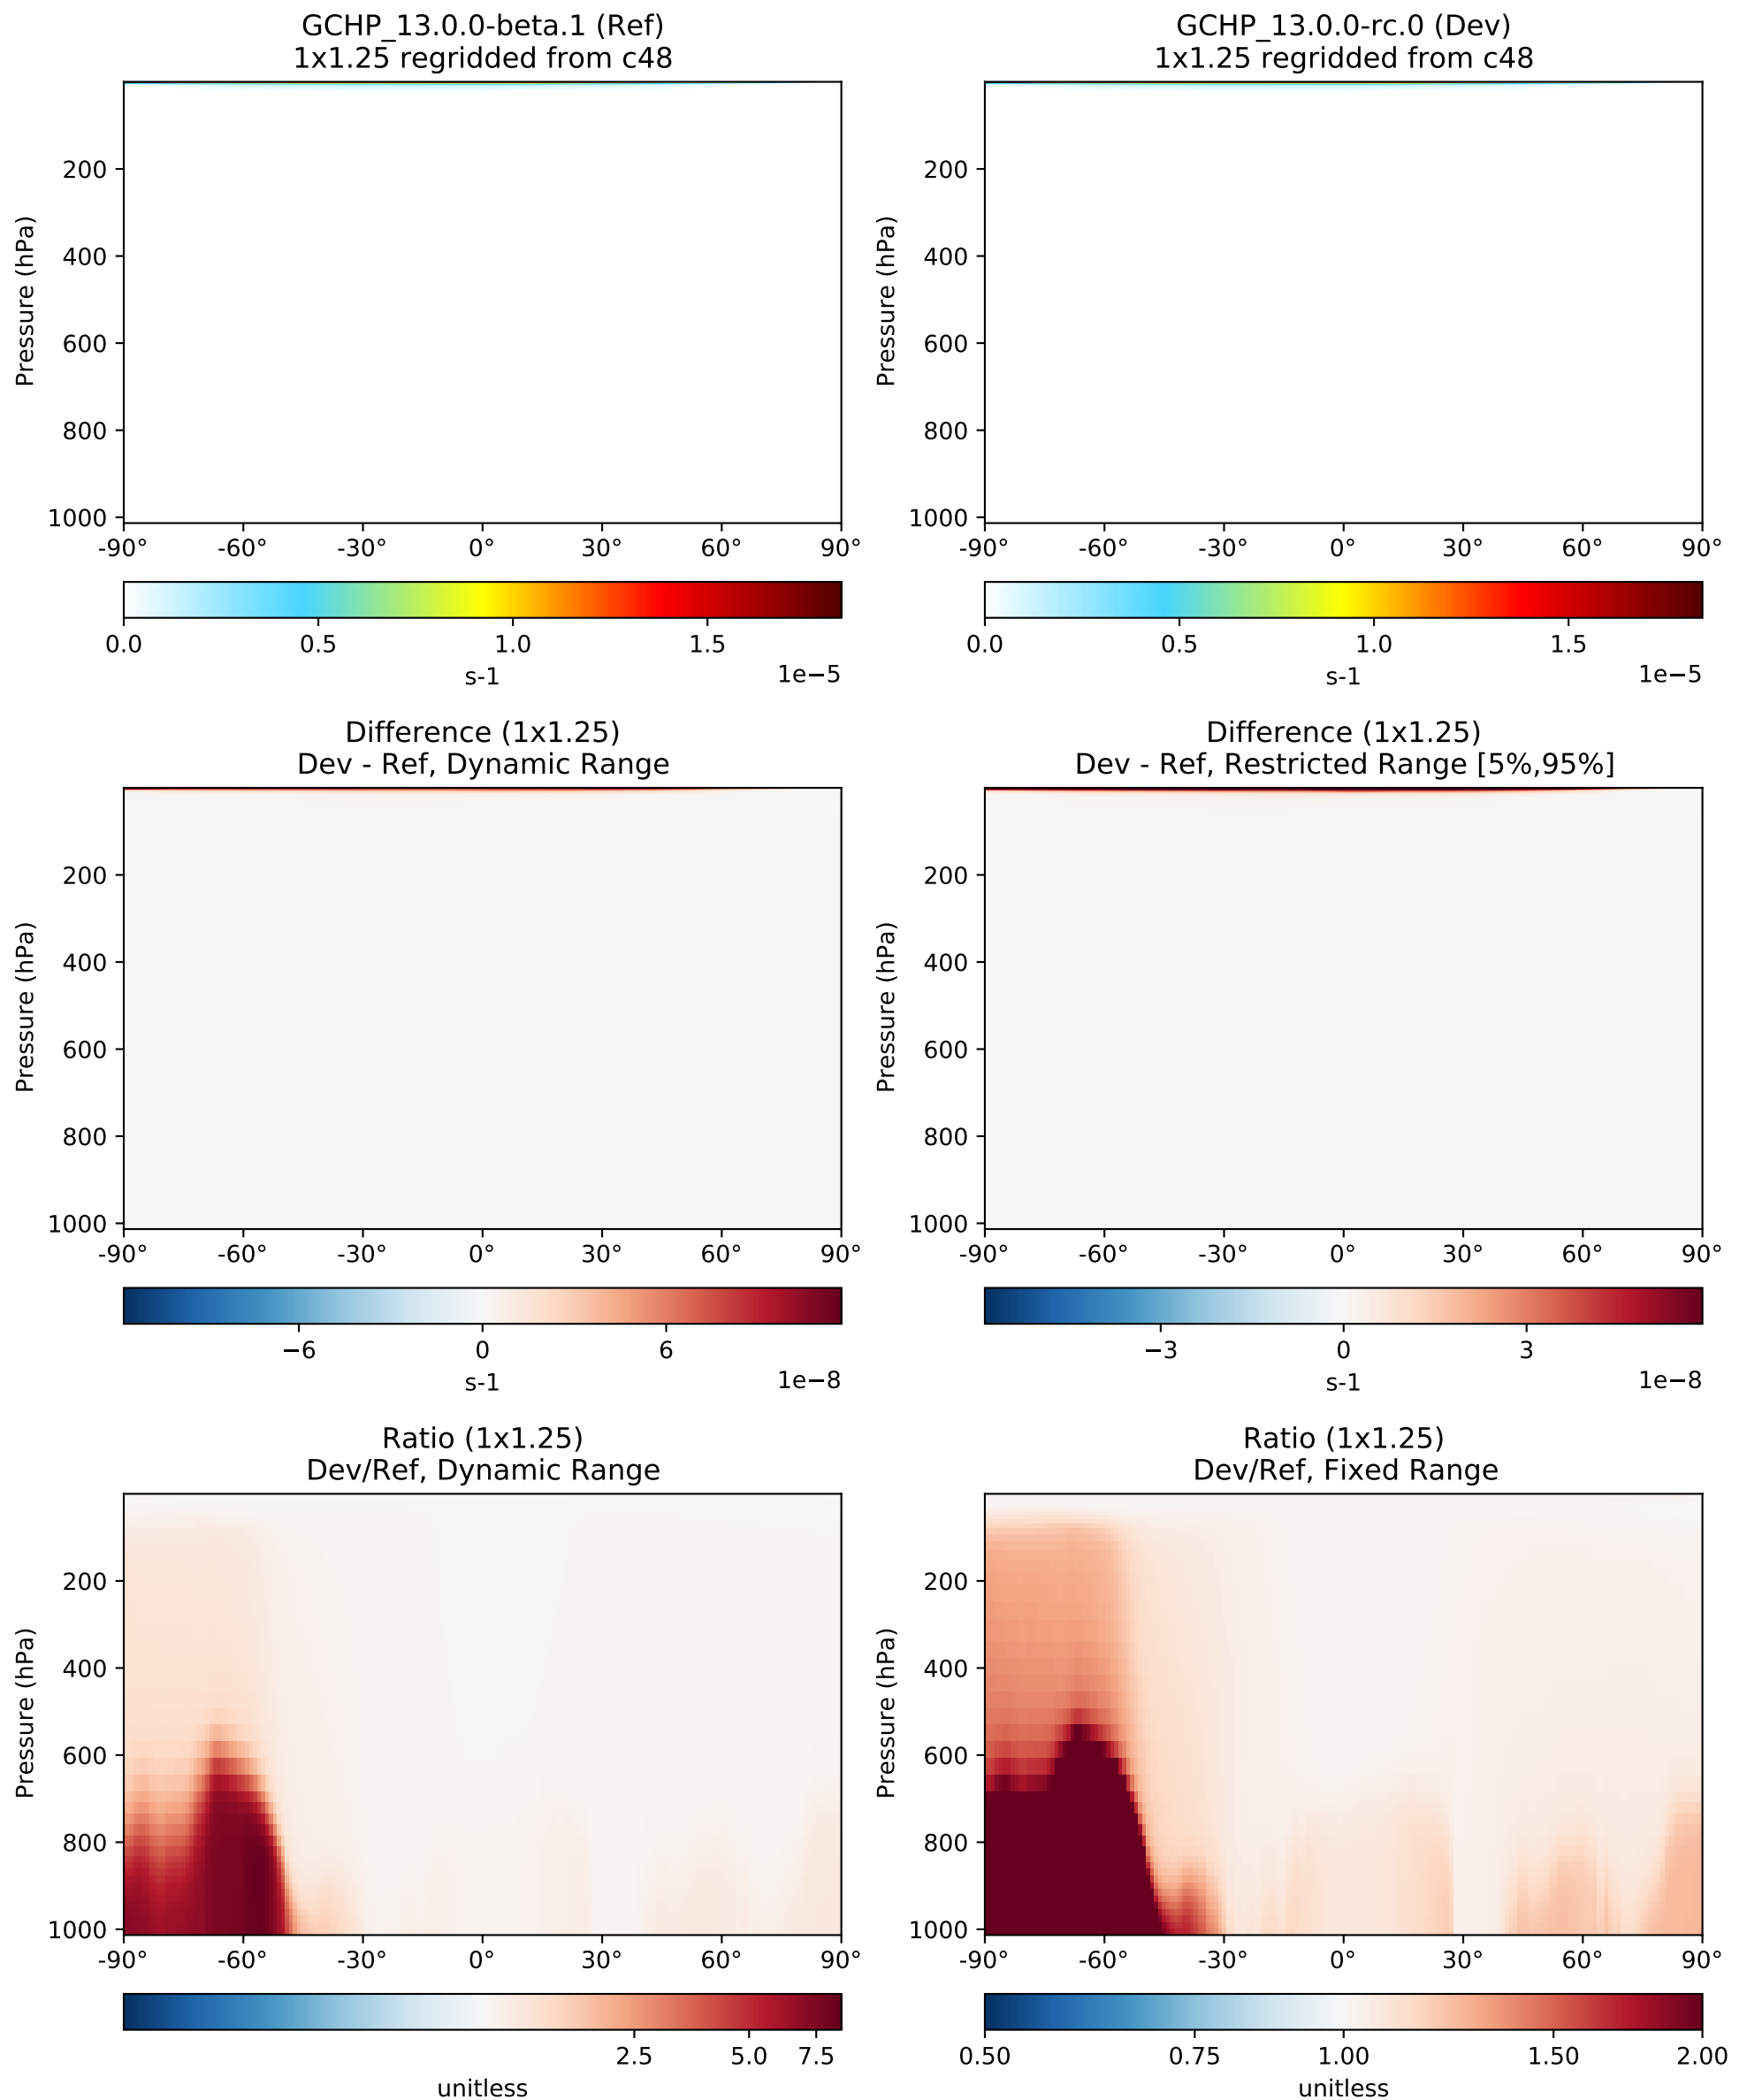 GCHP_13.0.0-beta.1 (Ref)
1x1.25 regridded from c48
Pressure (hPa)
200
400
600
800
1000
-90° -60° -30° 0° 30° 60° 90°
0.0 0.5 1.0 1.5
1e−5
s-1
GCHP_13.0.0-rc.0 (Dev)
1x1.25 regridded from c48
Pressure (hPa)
200
400
600
800
1000
-90° -60° -30° 0° 30° 60° 90°
0.0 0.5 1.0 1.5
1e−5
s-1
Difference (1x1.25)
Dev - Ref, Dynamic Range
Pressure (hPa)
200
400
600
800
1000
-90° -60° -30° 0° 30° 60° 90°
−6 0 6
1e−8
s-1
Difference (1x1.25)
Dev - Ref, Restricted Range [5%,95%]
Pressure (hPa)
200
400
600
800
1000
-90° -60° -30° 0° 30° 60° 90°
−3 0 3
1e−8
s-1
Ratio (1x1.25)
Dev/Ref, Dynamic Range
Pressure (hPa)
200
400
600
800
1000
-90° -60° -30° 0° 30° 60° 90°
2.5 5.0 7.5
unitless
Ratio (1x1.25)
Dev/Ref, Fixed Range
Pressure (hPa)
200
400
600
800
1000
-90° -60° -30° 0° 30° 60° 90°
0.50 0.75 1.00 1.50 2.00
unitless